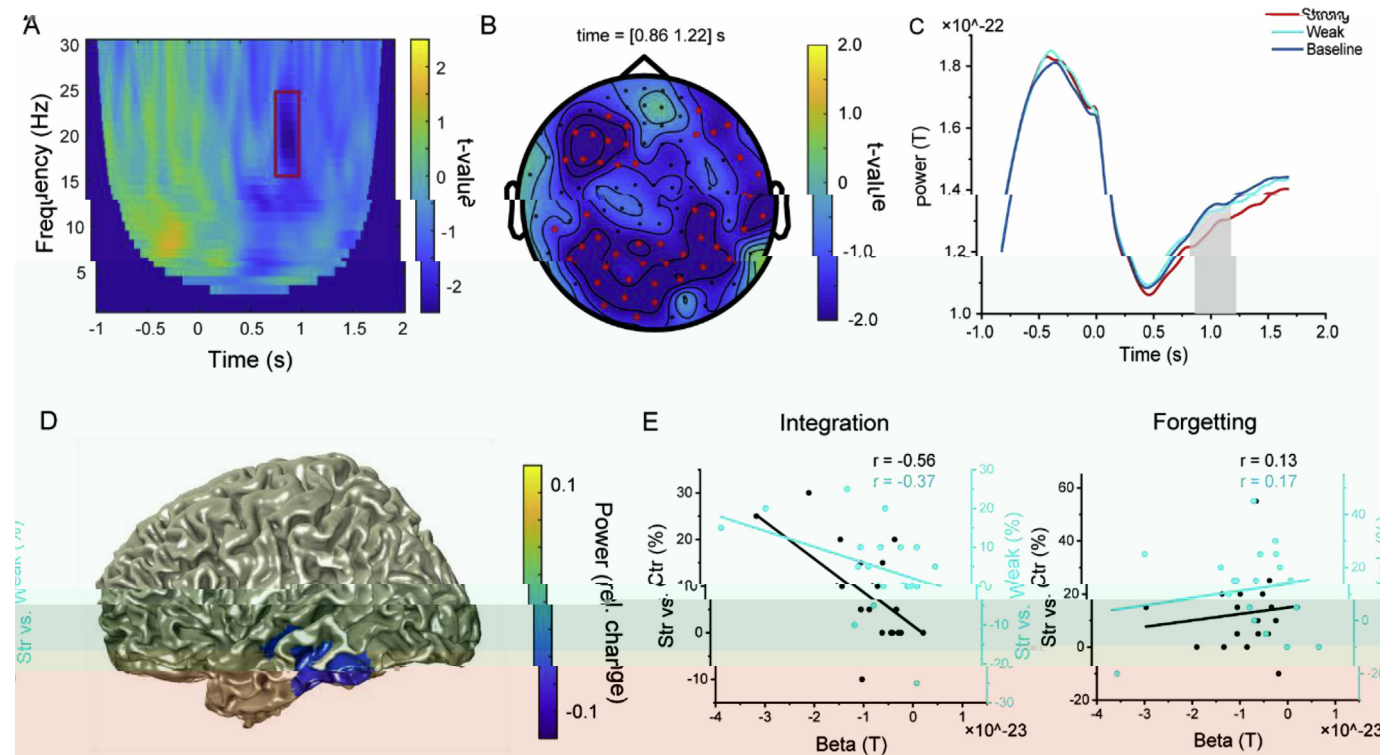 A
B
C
time = [0.86 1.22] s
×10^-22
Strong
Weak
Baseline
30
25
20
15
10
5
Frequency (Hz)
-1
-0.5
0
0.5
1
1.5
2
Time (s)
2
1
0
-1
-2
t-value
2.0
1.0
0
-1.0
-2.0
t-value
1.8
1.6
1.4
1.2
1.0
power (T)
-1.0
-0.5
0.0
0.5
1.0
1.5
2.0
Time (s)
D
0.1
-0.1
Power (rel. change)
Str vs. Weak (%)
E
Integration
r = -0.56
r = -0.37
30
20
10
0
-10
Str vs. Ctr (%)
30
20
10
0
-10
-20
-30
Str vs. Weak (%)
-4
-3
-2
-1
0
1
×10^-23
Beta (T)
Forgetting
r = 0.13
r = 0.17
60
40
20
0
-20
Str vs. Ctr (%)
40
20
0
-20
-4
-3
-2
-1
0
1
×10^-23
Beta (T)